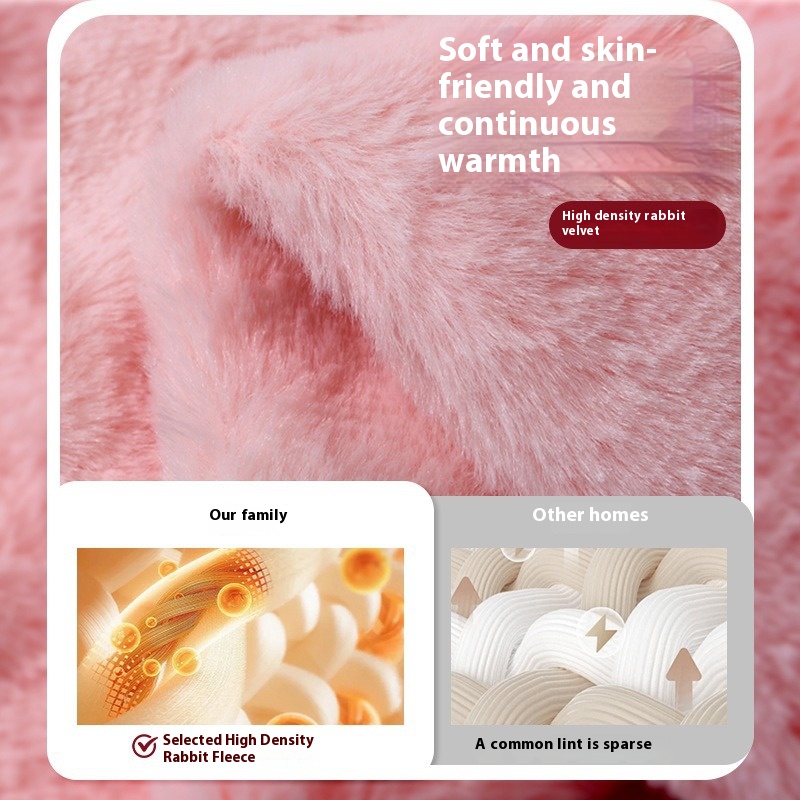 Soft and skin-
friendly and
continuous
warmth
High density rabbit
velvet
Our family
Other homes
Selected High Density
Rabbit Fleece
A common lint is sparse